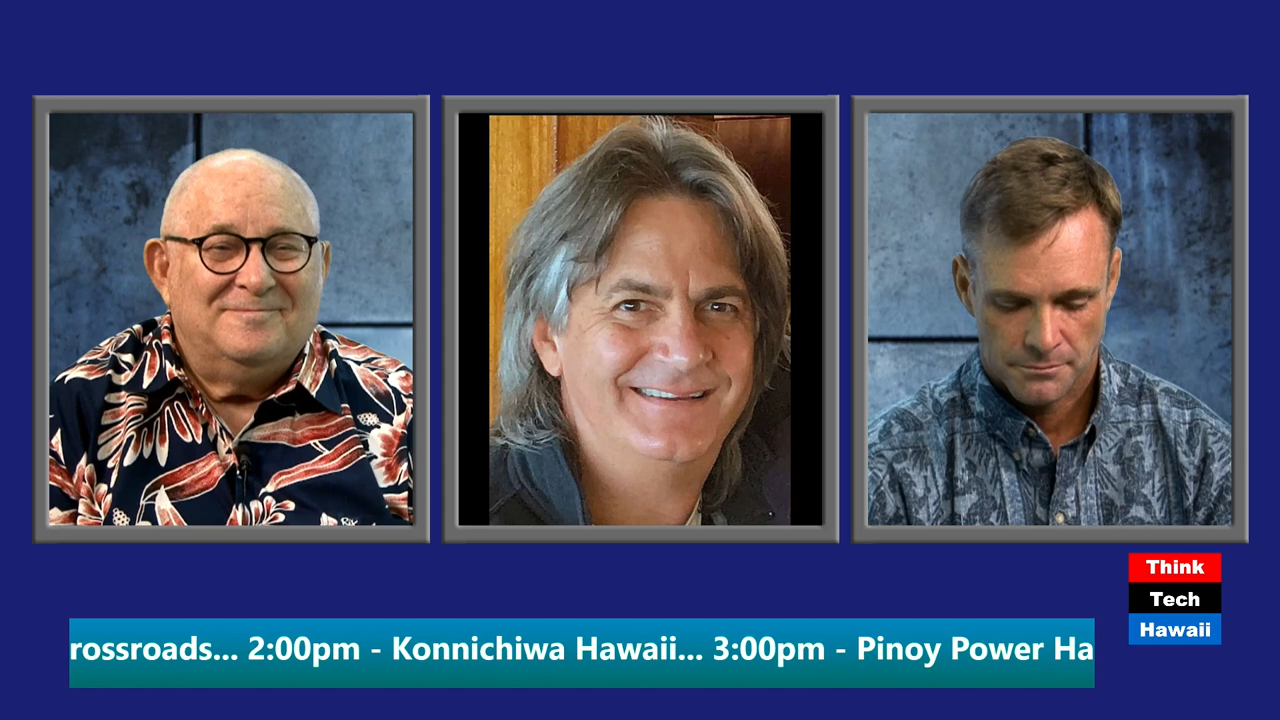 Think
Tech
Hawaii
rossroads... 2:00pm - Konnichiwa Hawaii... 3:00pm - Pinoy Power Ha